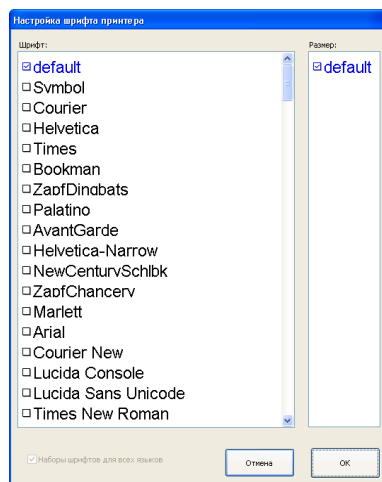 Настройка шрифта принтера
Шрифт:
Размер:
default
default
Symbol
Courier
Helvetica
Times
Bookman
ZapfDingbats
Palatino
AvantGarde
Helvetica-Narrow
NewCenturySchlbk
ZapfChancery
Marlett
Arial
Courier New
Lucida Console
Lucida Sans Unicode
Times New Roman
Наборы шрифтов для всех языков
Отмена
OK